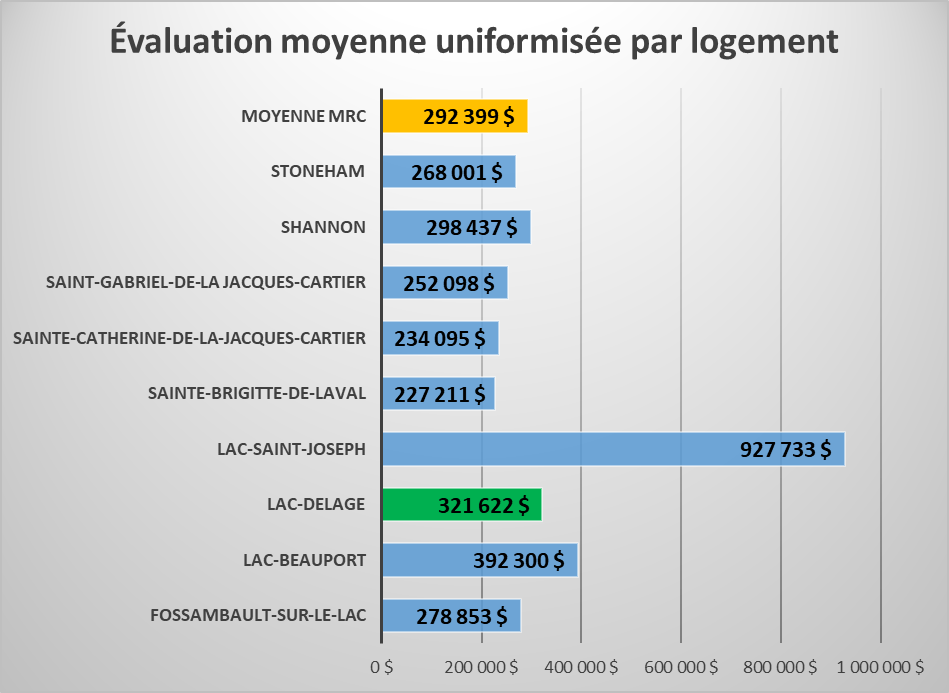 Évaluation moyenne uniformisée par logement
MOYENNE MRC 292 399 $
STONEHAM 268 001 $
SHANNON 298 437 $
SAINT-GABRIEL-DE-LA JACQUES-CARTIER 252 098 $
SAINTE-CATHERINE-DE-LA-JACQUES-CARTIER 234 095 $
SAINTE-BRIGITTE-DE-LAVAL 227 211 $
LAC-SAINT-JOSEPH 927 733 $
LAC-DELAGE 321 622 $
LAC-BEAUPORT 392 300 $
FOSSAMBAULT-SUR-LE-LAC 278 853 $
0 $ 200 000 $ 400 000 $ 600 000 $ 800 000 $ 1 000 000 $